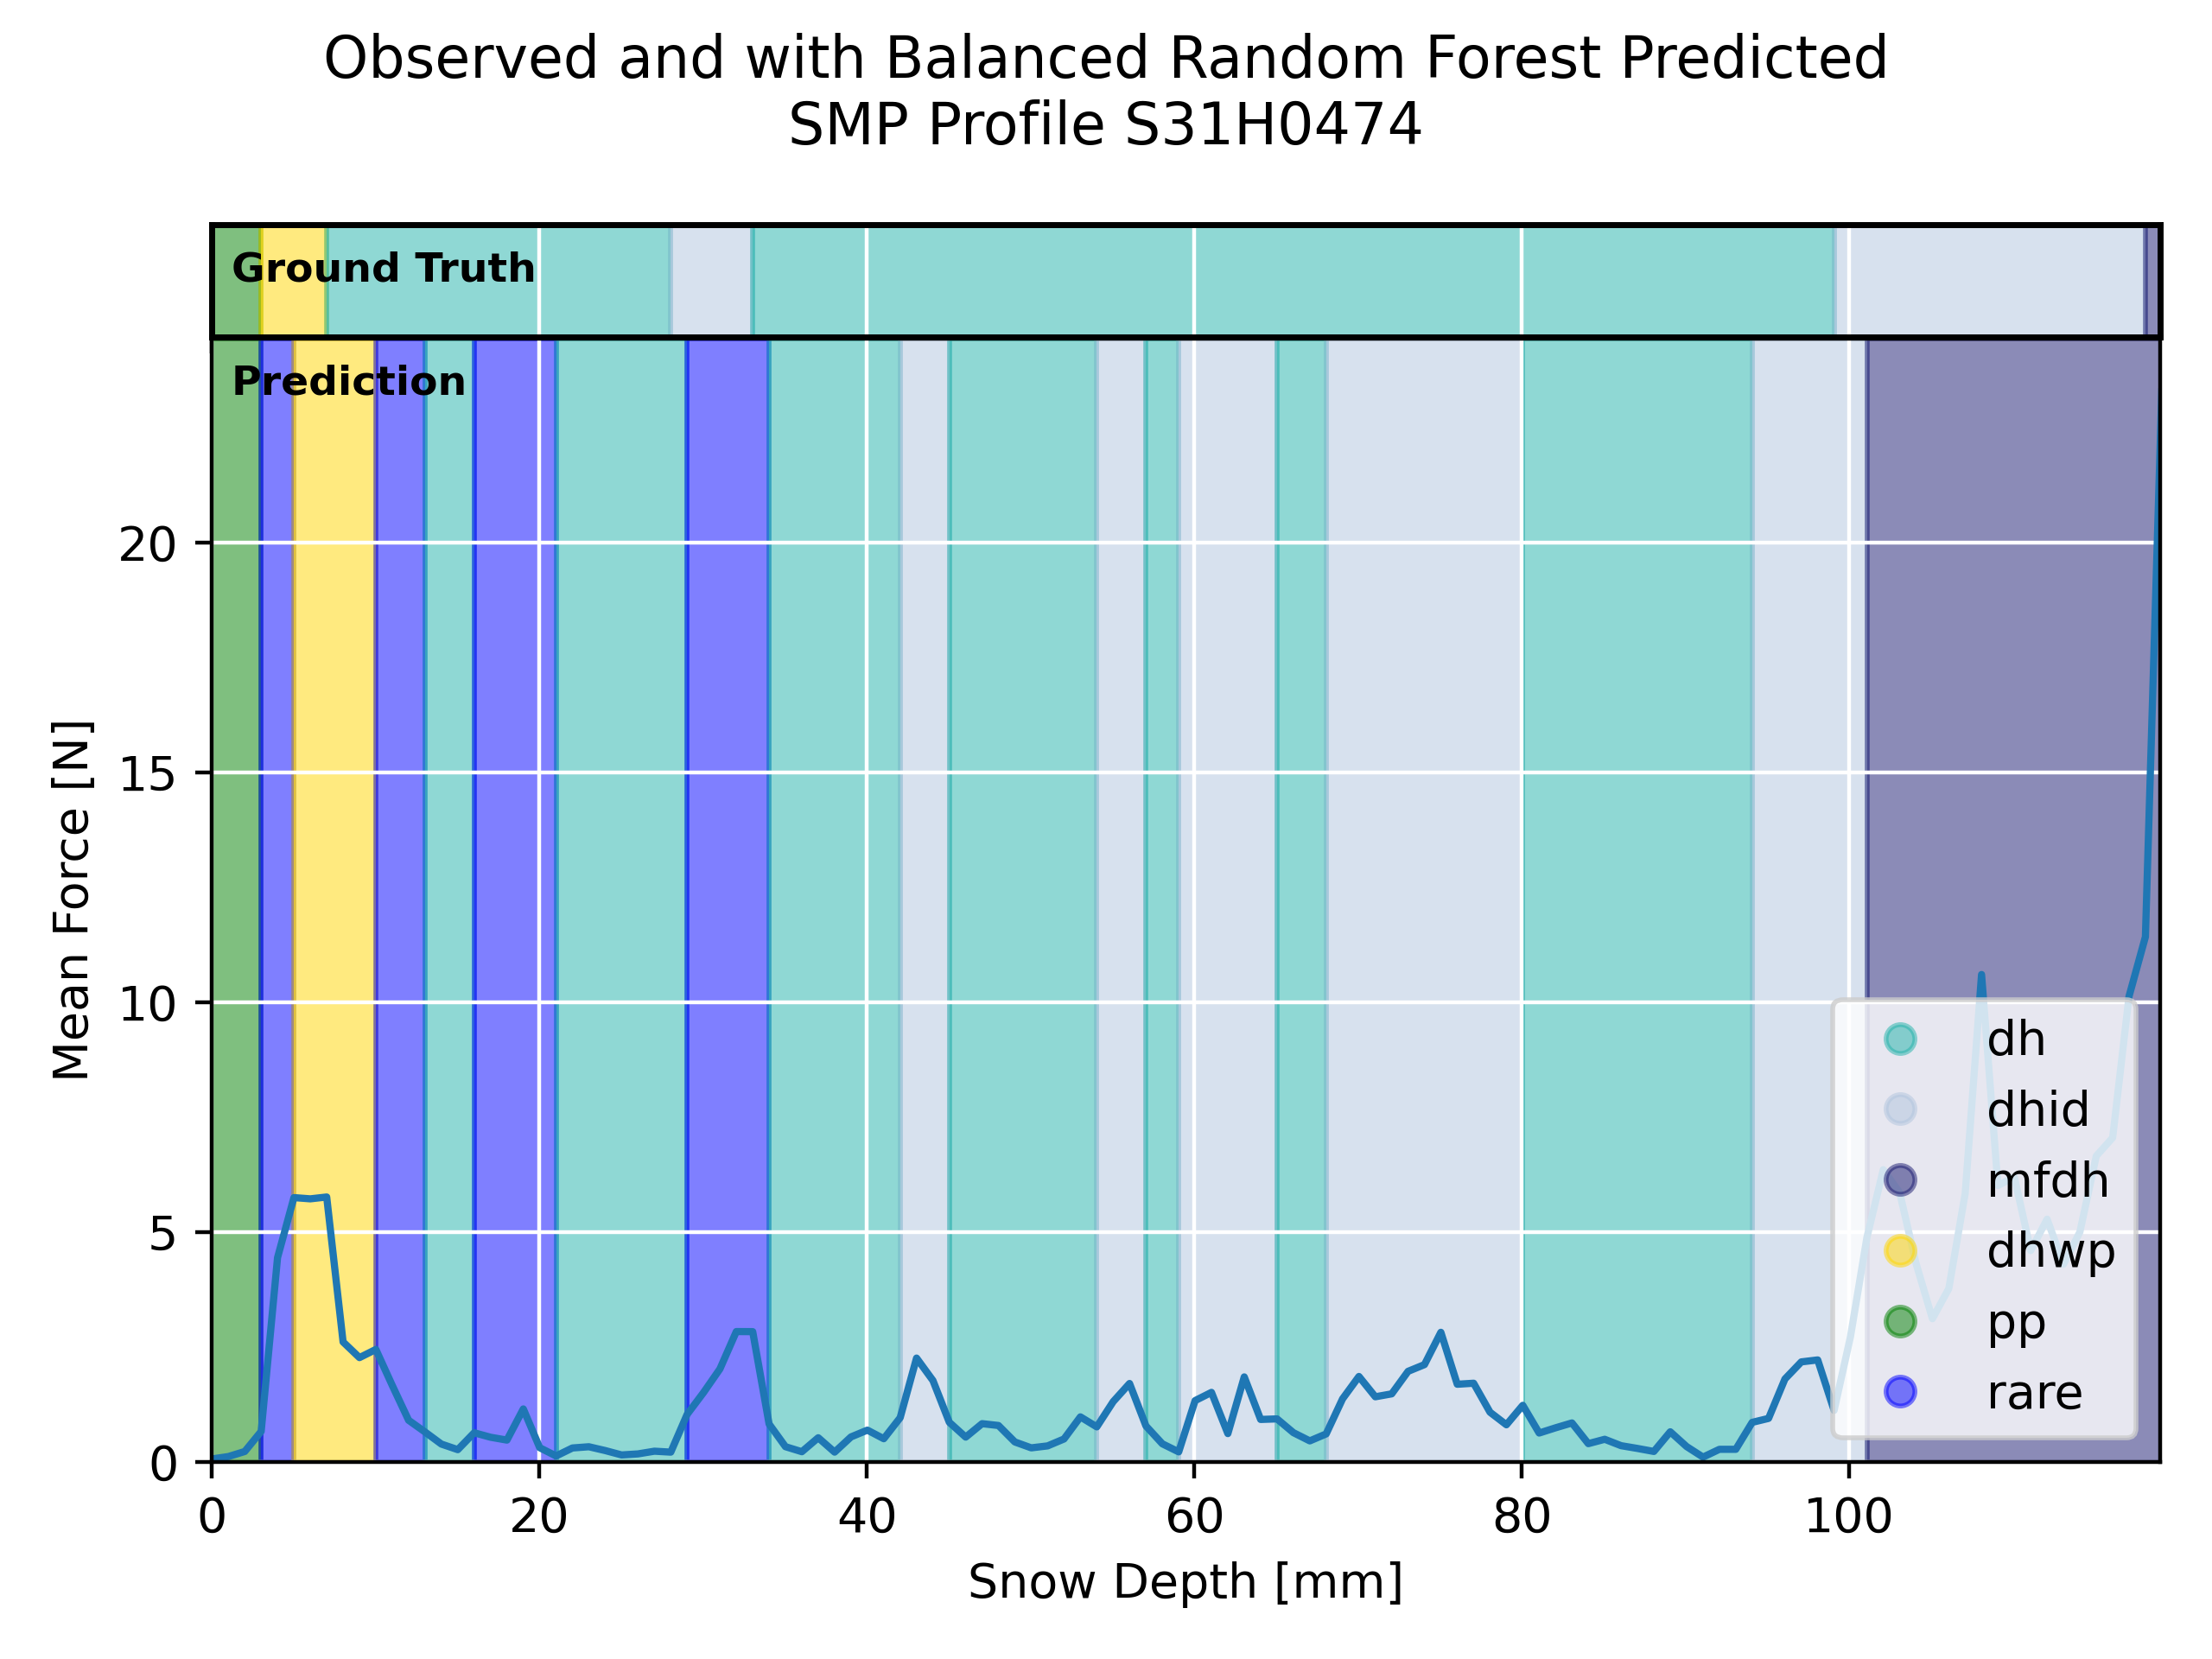 Observed and with Balanced Random Forest Predicted
SMP Profile S31H0474
Ground Truth
Prediction
20
15
10
5
0
Mean Force [N]
dh
dhid
mfdh
dhwp
pp
rare
0 20 40 60 80 100
Snow Depth [mm]